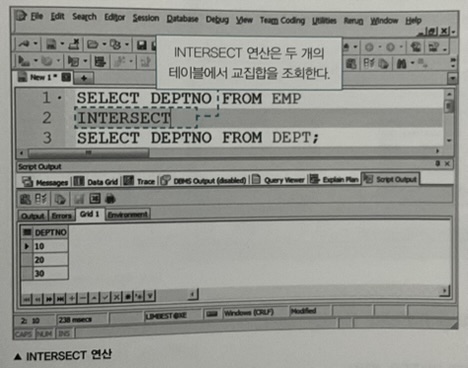 File Edit Search Editor Session Database Debug View Team Coding Utilities Rerun Window Help
INTERSECT 연산은 두 개의
테이블에서 교집합을 조회한다.
New 1*
1 SELECT DEPTNO FROM EMP
2 INTERSECT
3 SELECT DEPTNO FROM DEPT;
Script Output
Messages Data Grid Trace DBMS Output (disabled) Query Viewer Explain Plan Script Output
Output Errors Grid 1 Environment
DEPTNO
10
20
30
2: 10 238 msecs LIMBEST@XE Windows (CRLF) Modified
CAPS NUM INS
▲ INTERSECT 연산